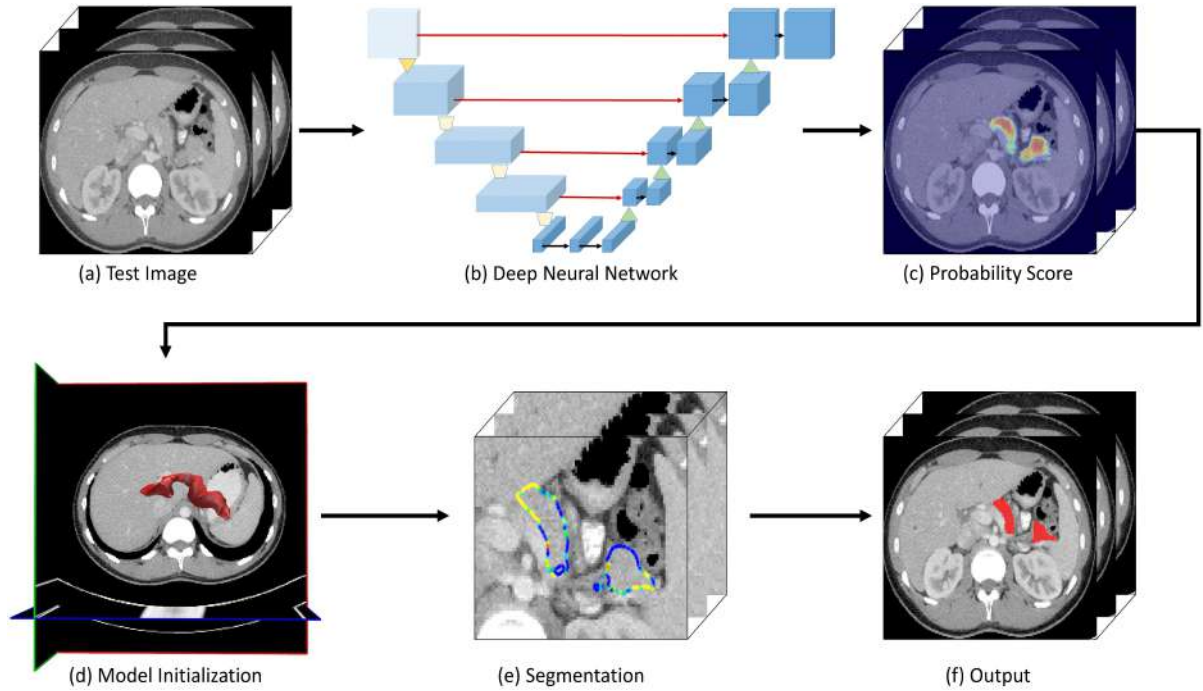 (a) Test Image
(b) Deep Neural Network
(c) Probability Score
(d) Model Initialization
(e) Segmentation
(f) Output